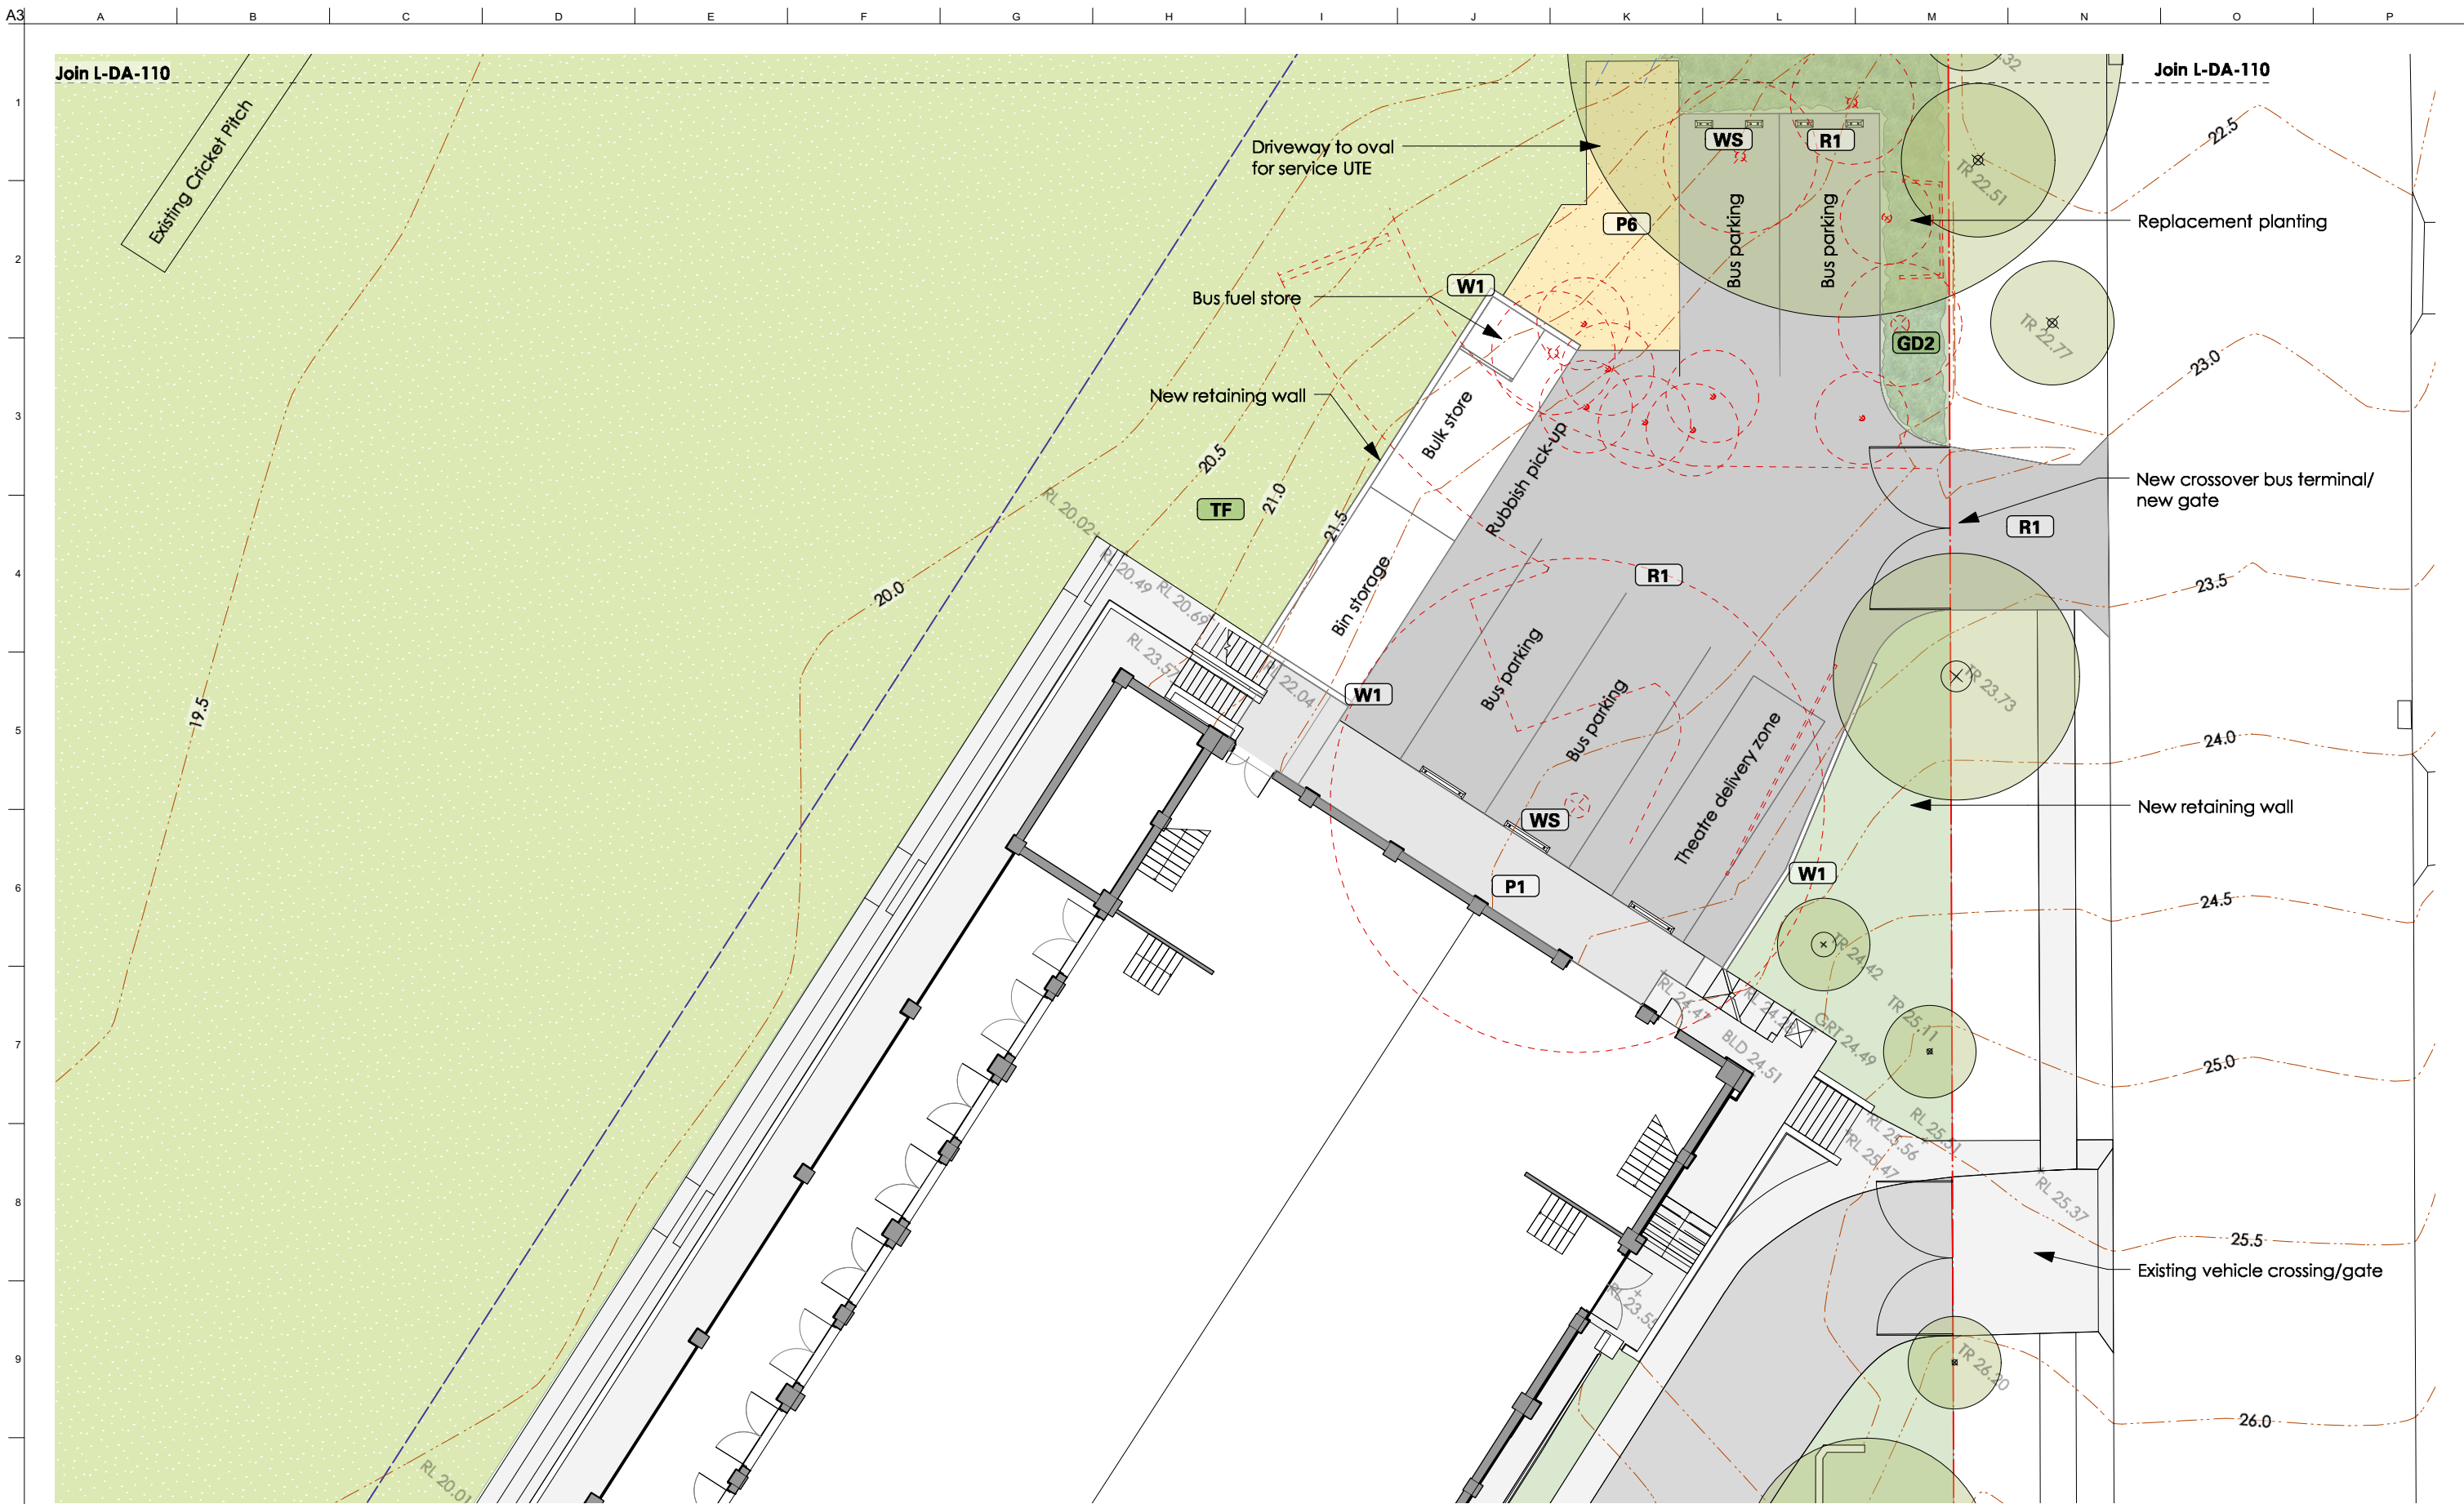 A3
A
B
C
D
E
F
G
H
I
J
K
L
M
N
O
P
Join L-DA-110
Join L-DA-110
1
2
3
4
5
6
7
8
9
Existing Cricket Pitch
Driveway to oval
for service UTE
WS
R1
Bus parking
Bus parking
TR 22.51
22.5
Replacement planting
P6
W1
Bus fuel store
GD2
TR 22.77
23.0
New retaining wall
Bulk store
Rubbish pick-up
20.5
21.0
21.5
TF
New crossover bus terminal/
new gate
R1
RL 20.02
RL 20.49
RL 20.69
20.0
Bin storage
R1
23.5
RL 23.57
RL 22.04
W1
Bus parking
Bus parking
Theatre delivery zone
TR 23.73
19.5
24.0
WS
New retaining wall
P1
W1
24.5
TR 24.42
RL 24.47
GRT 24.49
BLD 24.51
TR 25.11
25.0
RL 25.51
RL 25.56
RL 25.47
RL 25.37
25.5
Existing vehicle crossing/gate
TR 26.20
26.0
RL 20.01